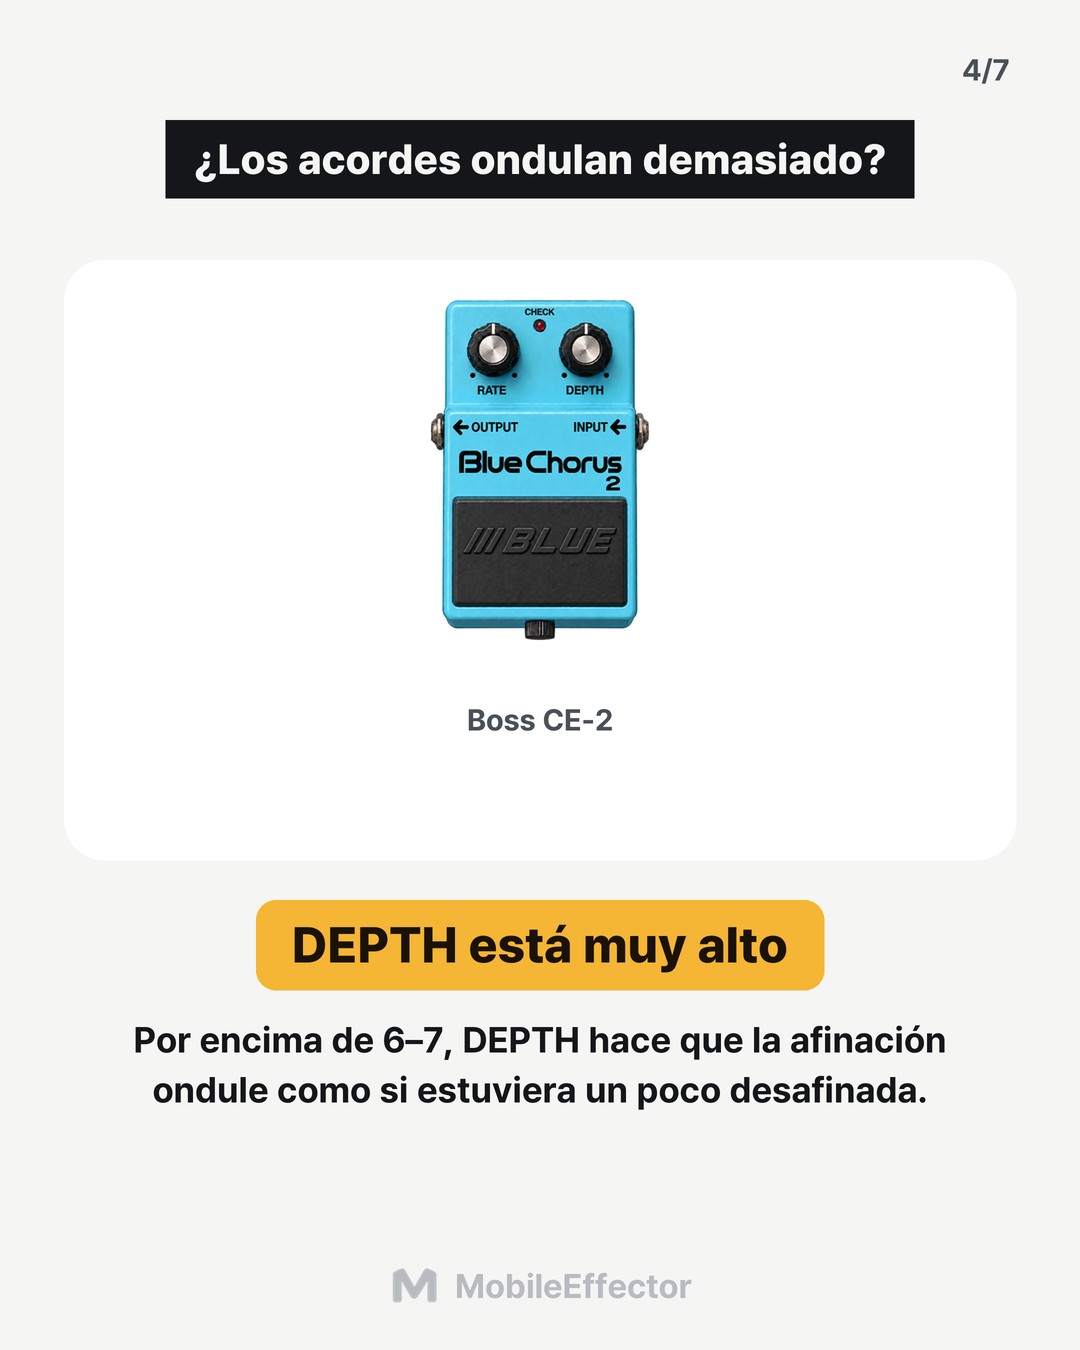 4/7
¿Los acordes ondulan demasiado?
CHECK
RATE
DEPTH
OUTPUT
INPUT
Blue Chorus
2
BLUE
Boss CE-2
DEPTH está muy alto
Por encima de 6–7, DEPTH hace que la afinación
ondule como si estuviera un poco desafinada.
MobileEffector